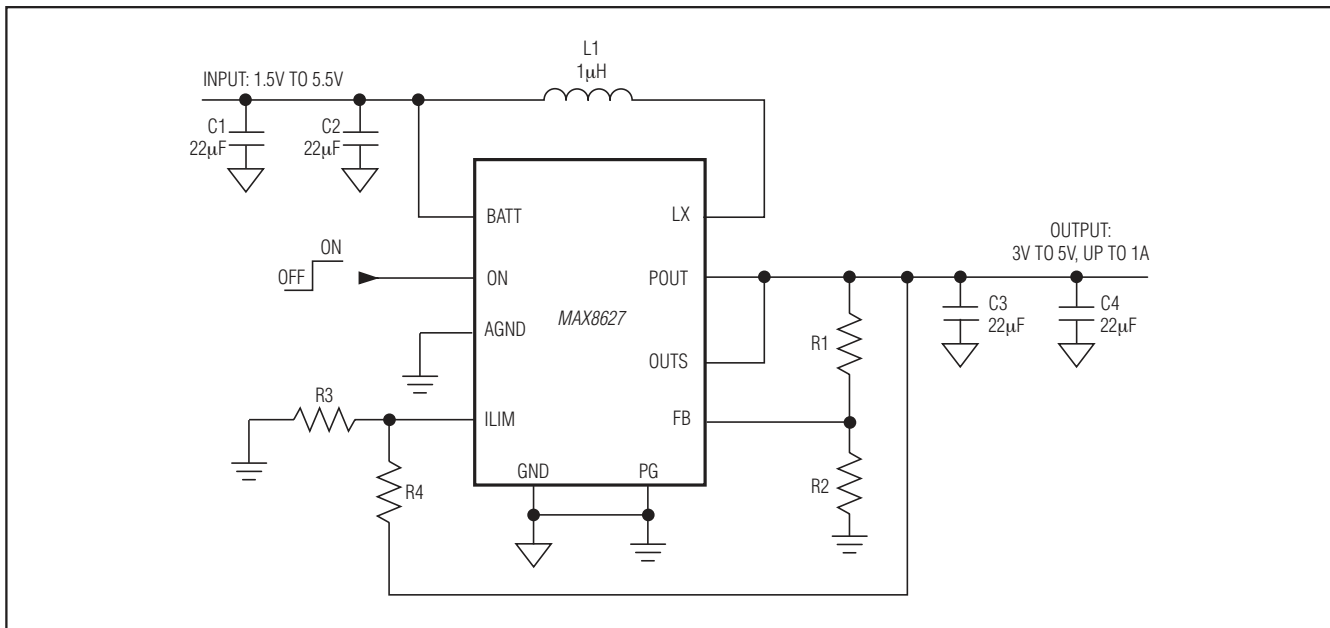 L1
1μH
INPUT: 1.5V TO 5.5V
C1
22μF
C2
22μF
BATT
LX
ON
OFF
ON
OUTPUT:
3V TO 5V, UP TO 1A
POUT
MAX8627
AGND
C3
22μF
C4
22μF
R1
OUTS
R3
ILIM
FB
GND
PG
R4
R2